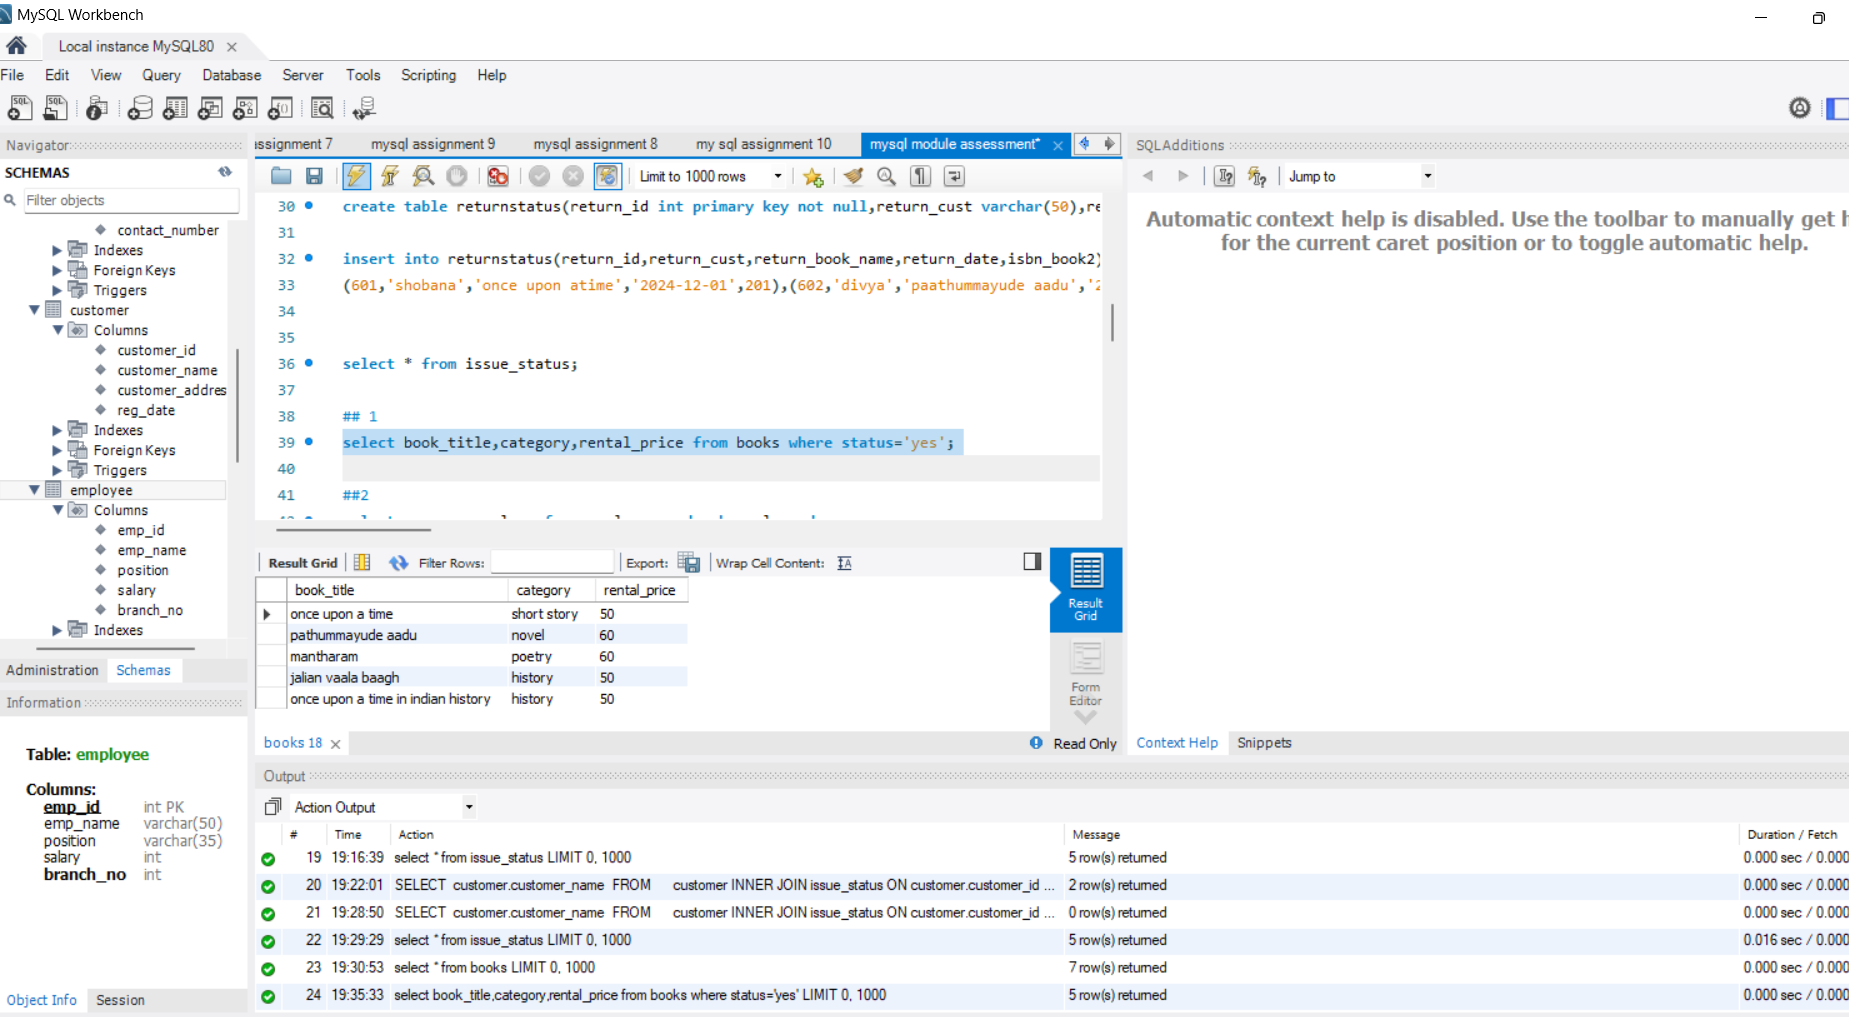 MySQL Workbench
Local instance MySQL80
File Edit View Query Database Server Tools Scripting Help
Navigator
SCHEMAS
Filter objects
contact_number
Indexes
Foreign Keys
Triggers
customer
Columns
customer_id
customer_name
customer_addres
reg_date
Indexes
Foreign Keys
Triggers
employee
Columns
emp_id
emp_name
position
salary
branch_no
Indexes
Administration Schemas
Information
Table: employee
Columns:
emp_id int PK
emp_name varchar(50)
position varchar(35)
salary int
branch_no int
Object Info Session
ssignment 7 mysql assignment 9 mysql assignment 8 my sql assignment 10 mysql module assessment*
Limit to 1000 rows
30 create table returnstatus(return_id int primary key not null,return_cust varchar(50),re
31
32 insert into returnstatus(return_id,return_cust,return_book_name,return_date,isbn_book2)
33 (601,'shobana','once upon atime','2024-12-01',201),(602,'divya','paathummayude aadu','2
34
35
36 select * from issue_status;
37
38 ## 1
39 select book_title,category,rental_price from books where status='yes';
40
41 ##2
Result Grid Filter Rows: Export: Wrap Cell Content:
book_title category rental_price
once upon a time short story 50
pathummayude aadu novel 60
mantharam poetry 60
jalian vaala baagh history 50
once upon a time in indian history history 50
Result Grid
Form Editor
books 18 Read Only
SQLAdditions
Jump to
Automatic context help is disabled. Use the toolbar to manually get h
for the current caret position or to toggle automatic help.
Context Help Snippets
Output
Action Output
# Time Action Message Duration / Fetch
19 19:16:39 select * from issue_status LIMIT 0, 1000 5 row(s) returned 0.000 sec / 0.000
20 19:22:01 SELECT customer.customer_name FROM customer INNER JOIN issue_status ON customer.customer_id ... 2 row(s) returned 0.000 sec / 0.000
21 19:28:50 SELECT customer.customer_name FROM customer INNER JOIN issue_status ON customer.customer_id ... 0 row(s) returned 0.000 sec / 0.000
22 19:29:29 select * from issue_status LIMIT 0, 1000 5 row(s) returned 0.016 sec / 0.000
23 19:30:53 select * from books LIMIT 0, 1000 7 row(s) returned 0.000 sec / 0.000
24 19:35:33 select book_title,category,rental_price from books where status='yes' LIMIT 0, 1000 5 row(s) returned 0.000 sec / 0.000